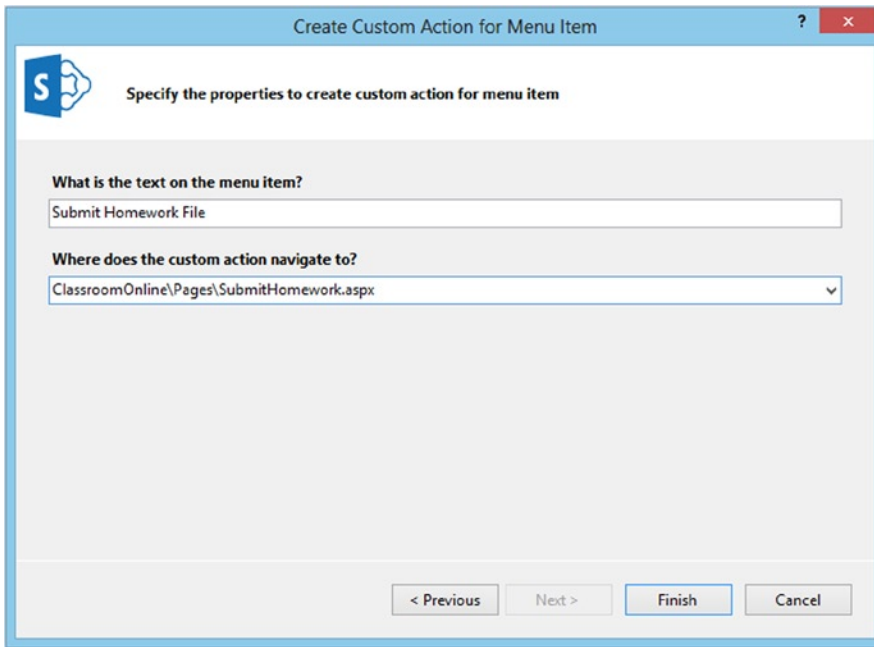 Create Custom Action for Menu Item
?
S
Specify the properties to create custom action for menu item
What is the text on the menu item?
Submit Homework File
Where does the custom action navigate to?
ClassroomOnline\Pages\SubmitHomework.aspx
< Previous Next > Finish Cancel